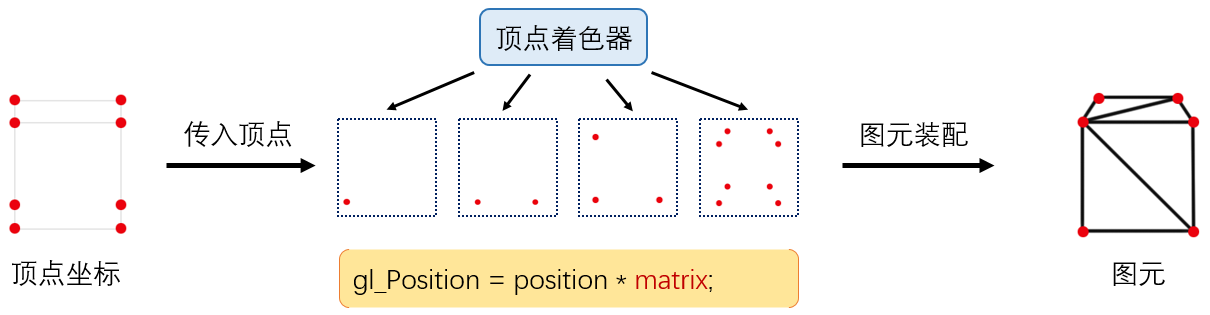 顶点着色器
传入顶点
图元装配
顶点坐标
gl_Position = position * matrix;
图元